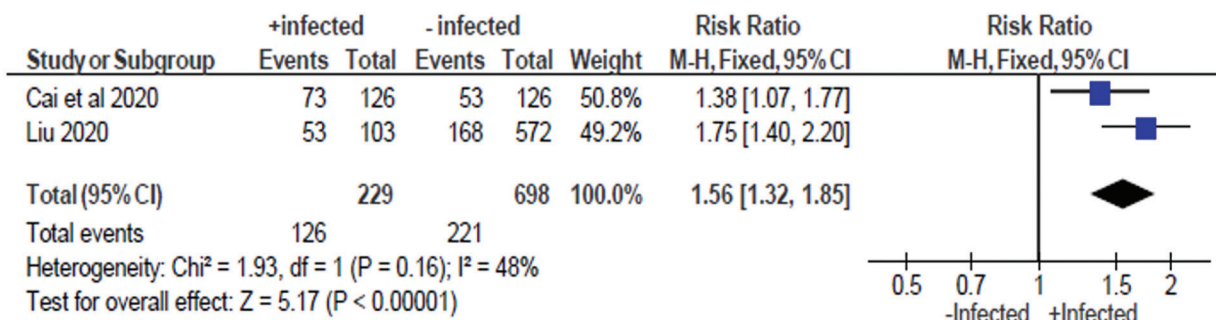 +infected - infected Risk Ratio Risk Ratio
Study or Subgroup Events Total Events Total Weight M-H, Fixed, 95% CI M-H, Fixed, 95% CI
Cai et al 2020 73 126 53 126 50.8% 1.38 [1.07, 1.77]
Liu 2020 53 103 168 572 49.2% 1.75 [1.40, 2.20]
Total (95% CI) 229 698 100.0% 1.56 [1.32, 1.85]
Total events 126 221
Heterogeneity: Chi² = 1.93, df = 1 (P = 0.16); I² = 48%
Test for overall effect: Z = 5.17 (P < 0.00001)
0.5 0.7 1 1.5 2
-Infected +Infected